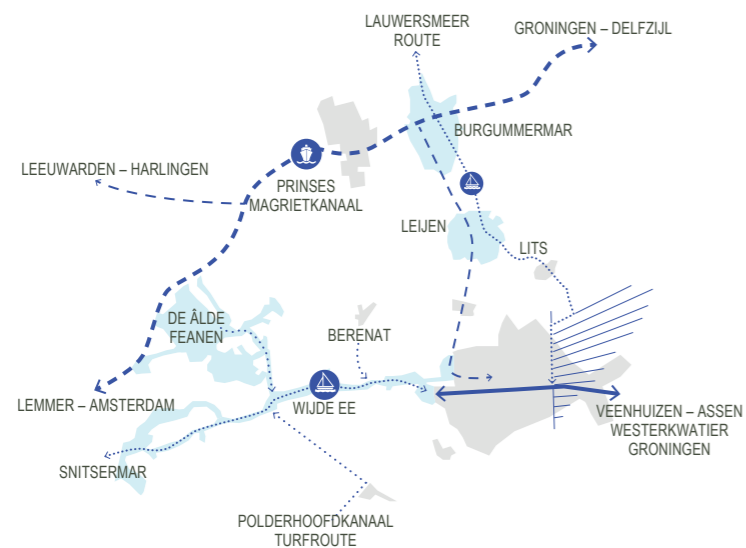 LAUWERSMEER
ROUTE
GRONINGEN – DELFZIJL
BURGUMMERMAR
LEEUWARDEN – HARLINGEN
PRINSES
MAGRIETKANAAL
LEIJEN
LITS
DE ÂLDE
FEANEN
BERENAT
LEMMER – AMSTERDAM
WIJDE EE
VEENHUIZEN – ASSEN
WESTERKWATIER
GRONINGEN
SNITSERMAR
POLDERHOOFDKANAAL
TURFROUTE